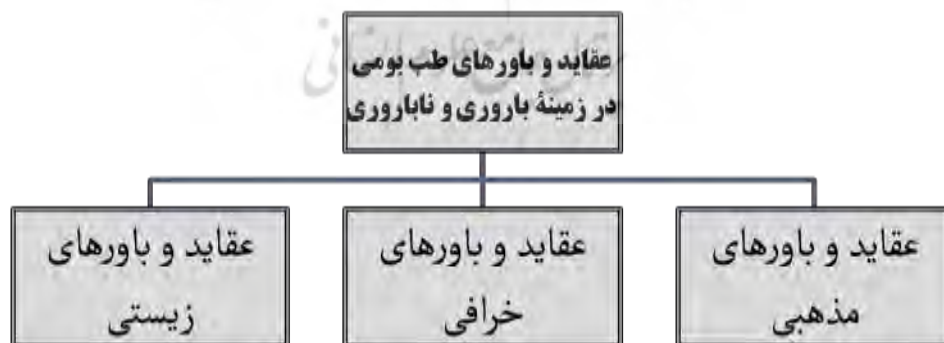 عقاید و باورهای طب بومی
در زمینهٔ باروری و ناباروری
عقاید و باورهای
مذهبی
عقاید و باورهای
خرافی
عقاید و باورهای
زیستی